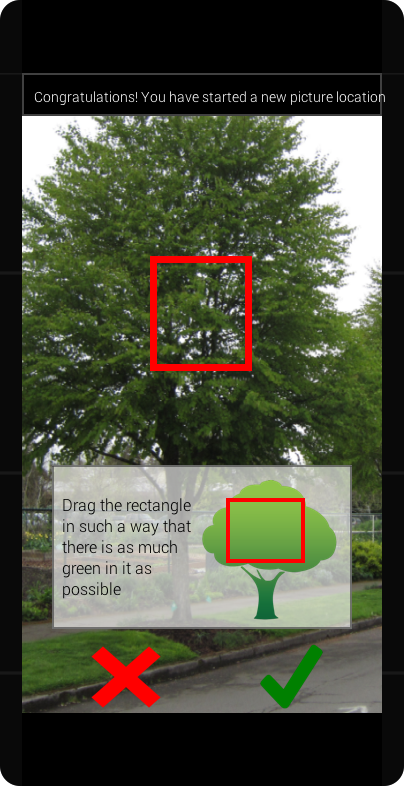 Congratulations! You have started a new picture location
Drag the rectangle
in such a way that
there is as much
green in it as
possible